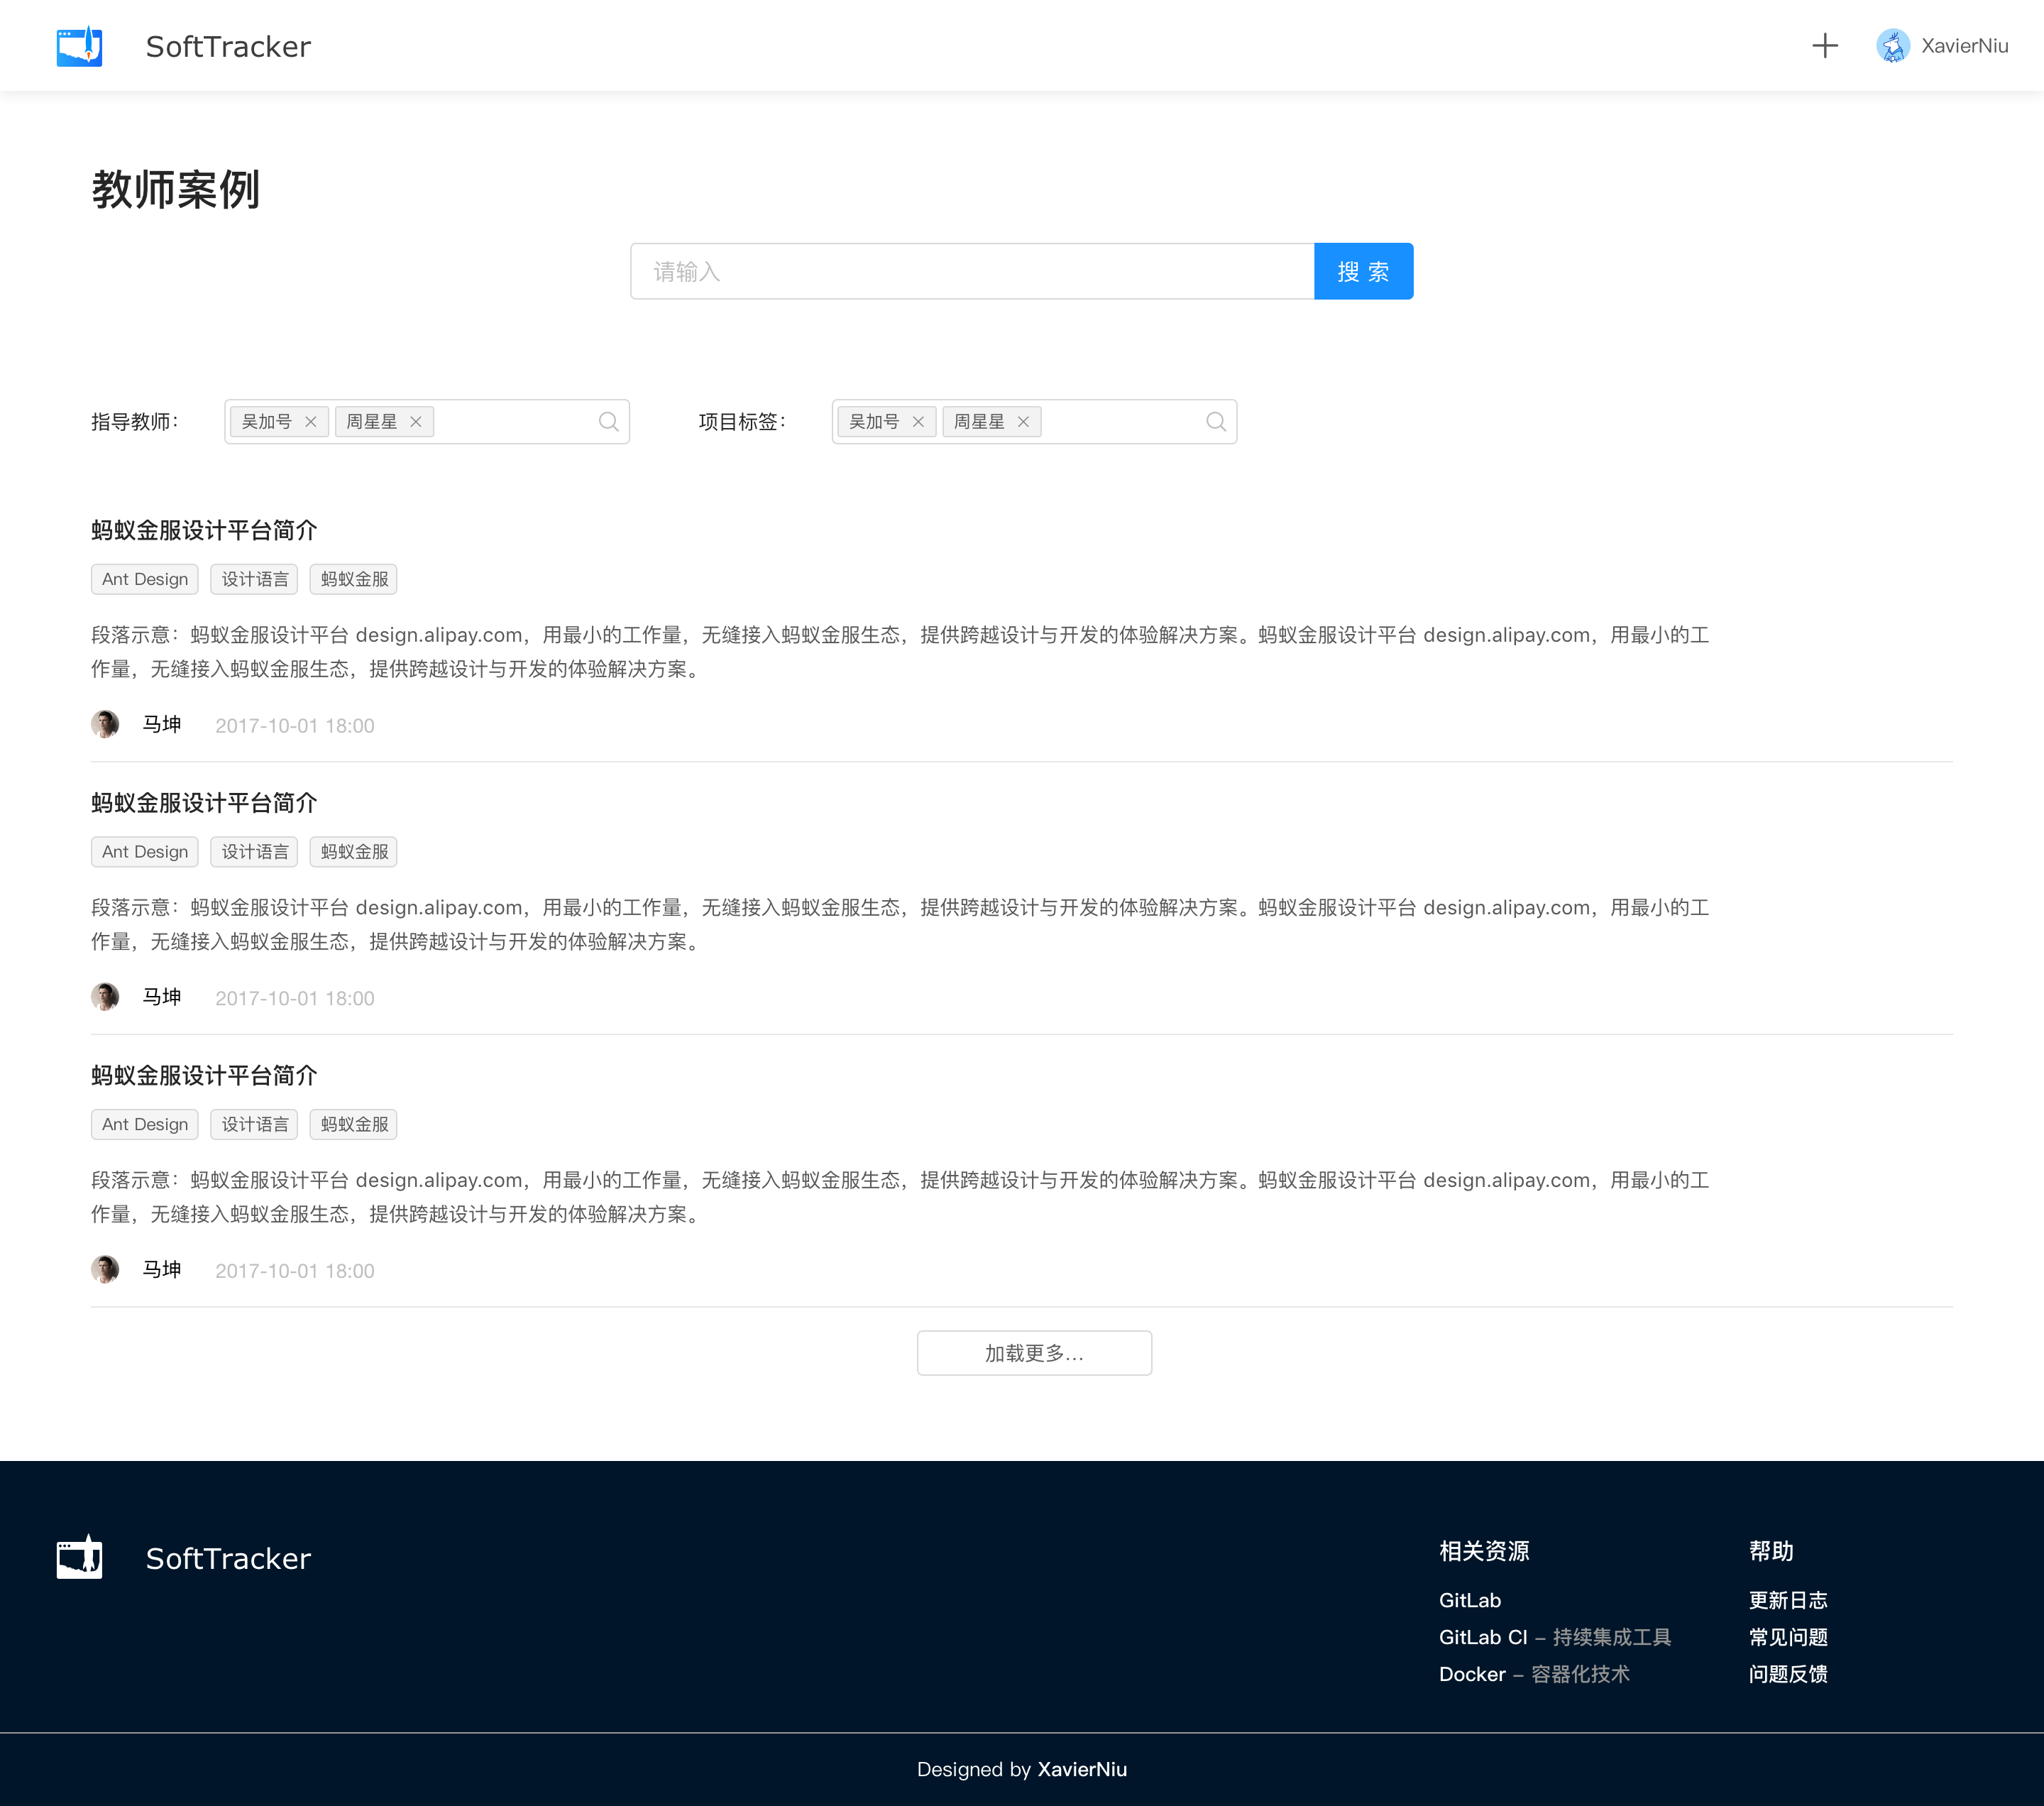 SoftTracker
XavierNiu
教师案例
请输入
搜 索
指导教师： 吴加号 周星星 项目标签： 吴加号 周星星
蚂蚁金服设计平台简介
Ant Design 设计语言 蚂蚁金服
段落示意：蚂蚁金服设计平台 design.alipay.com，用最小的工作量，无缝接入蚂蚁金服生态，提供跨越设计与开发的体验解决方案。蚂蚁金服设计平台 design.alipay.com，用最小的工
作量，无缝接入蚂蚁金服生态，提供跨越设计与开发的体验解决方案。
马坤 2017-10-01 18:00
蚂蚁金服设计平台简介
Ant Design 设计语言 蚂蚁金服
段落示意：蚂蚁金服设计平台 design.alipay.com，用最小的工作量，无缝接入蚂蚁金服生态，提供跨越设计与开发的体验解决方案。蚂蚁金服设计平台 design.alipay.com，用最小的工
作量，无缝接入蚂蚁金服生态，提供跨越设计与开发的体验解决方案。
马坤 2017-10-01 18:00
蚂蚁金服设计平台简介
Ant Design 设计语言 蚂蚁金服
段落示意：蚂蚁金服设计平台 design.alipay.com，用最小的工作量，无缝接入蚂蚁金服生态，提供跨越设计与开发的体验解决方案。蚂蚁金服设计平台 design.alipay.com，用最小的工
作量，无缝接入蚂蚁金服生态，提供跨越设计与开发的体验解决方案。
马坤 2017-10-01 18:00
加载更多...
SoftTracker
相关资源
GitLab
GitLab CI – 持续集成工具
Docker – 容器化技术
帮助
更新日志
常见问题
问题反馈
Designed by XavierNiu